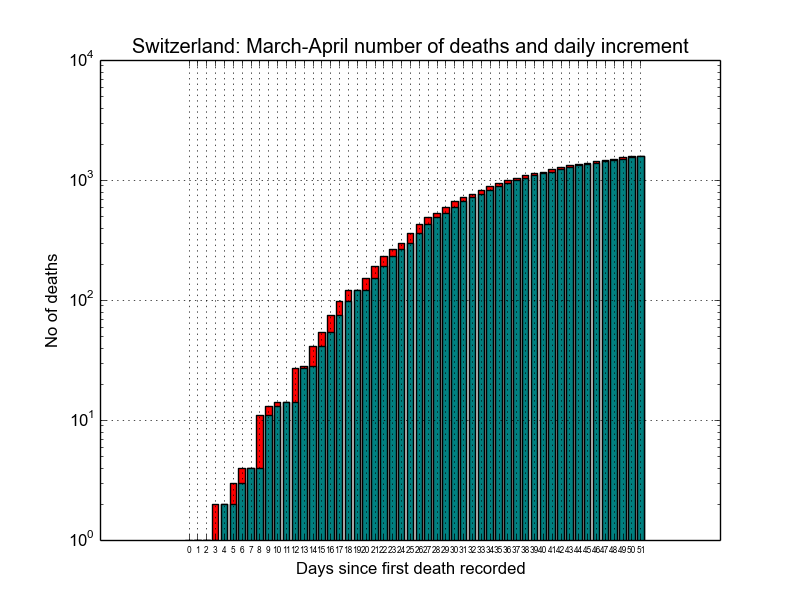 Switzerland: March-April number of deaths and daily increment
10^4
10^3
10^2
10^1
10^0
No of deaths
0 1 2 3 4 5 6 7 8 9 10 11 12 13 14 15 16 17 18 19 20 21 22 23 24 25 26 27 28 29 30 31 32 33 34 35 36 37 38 39 40 41 42 43 44 45 46 47 48 49 50 51
Days since first death recorded